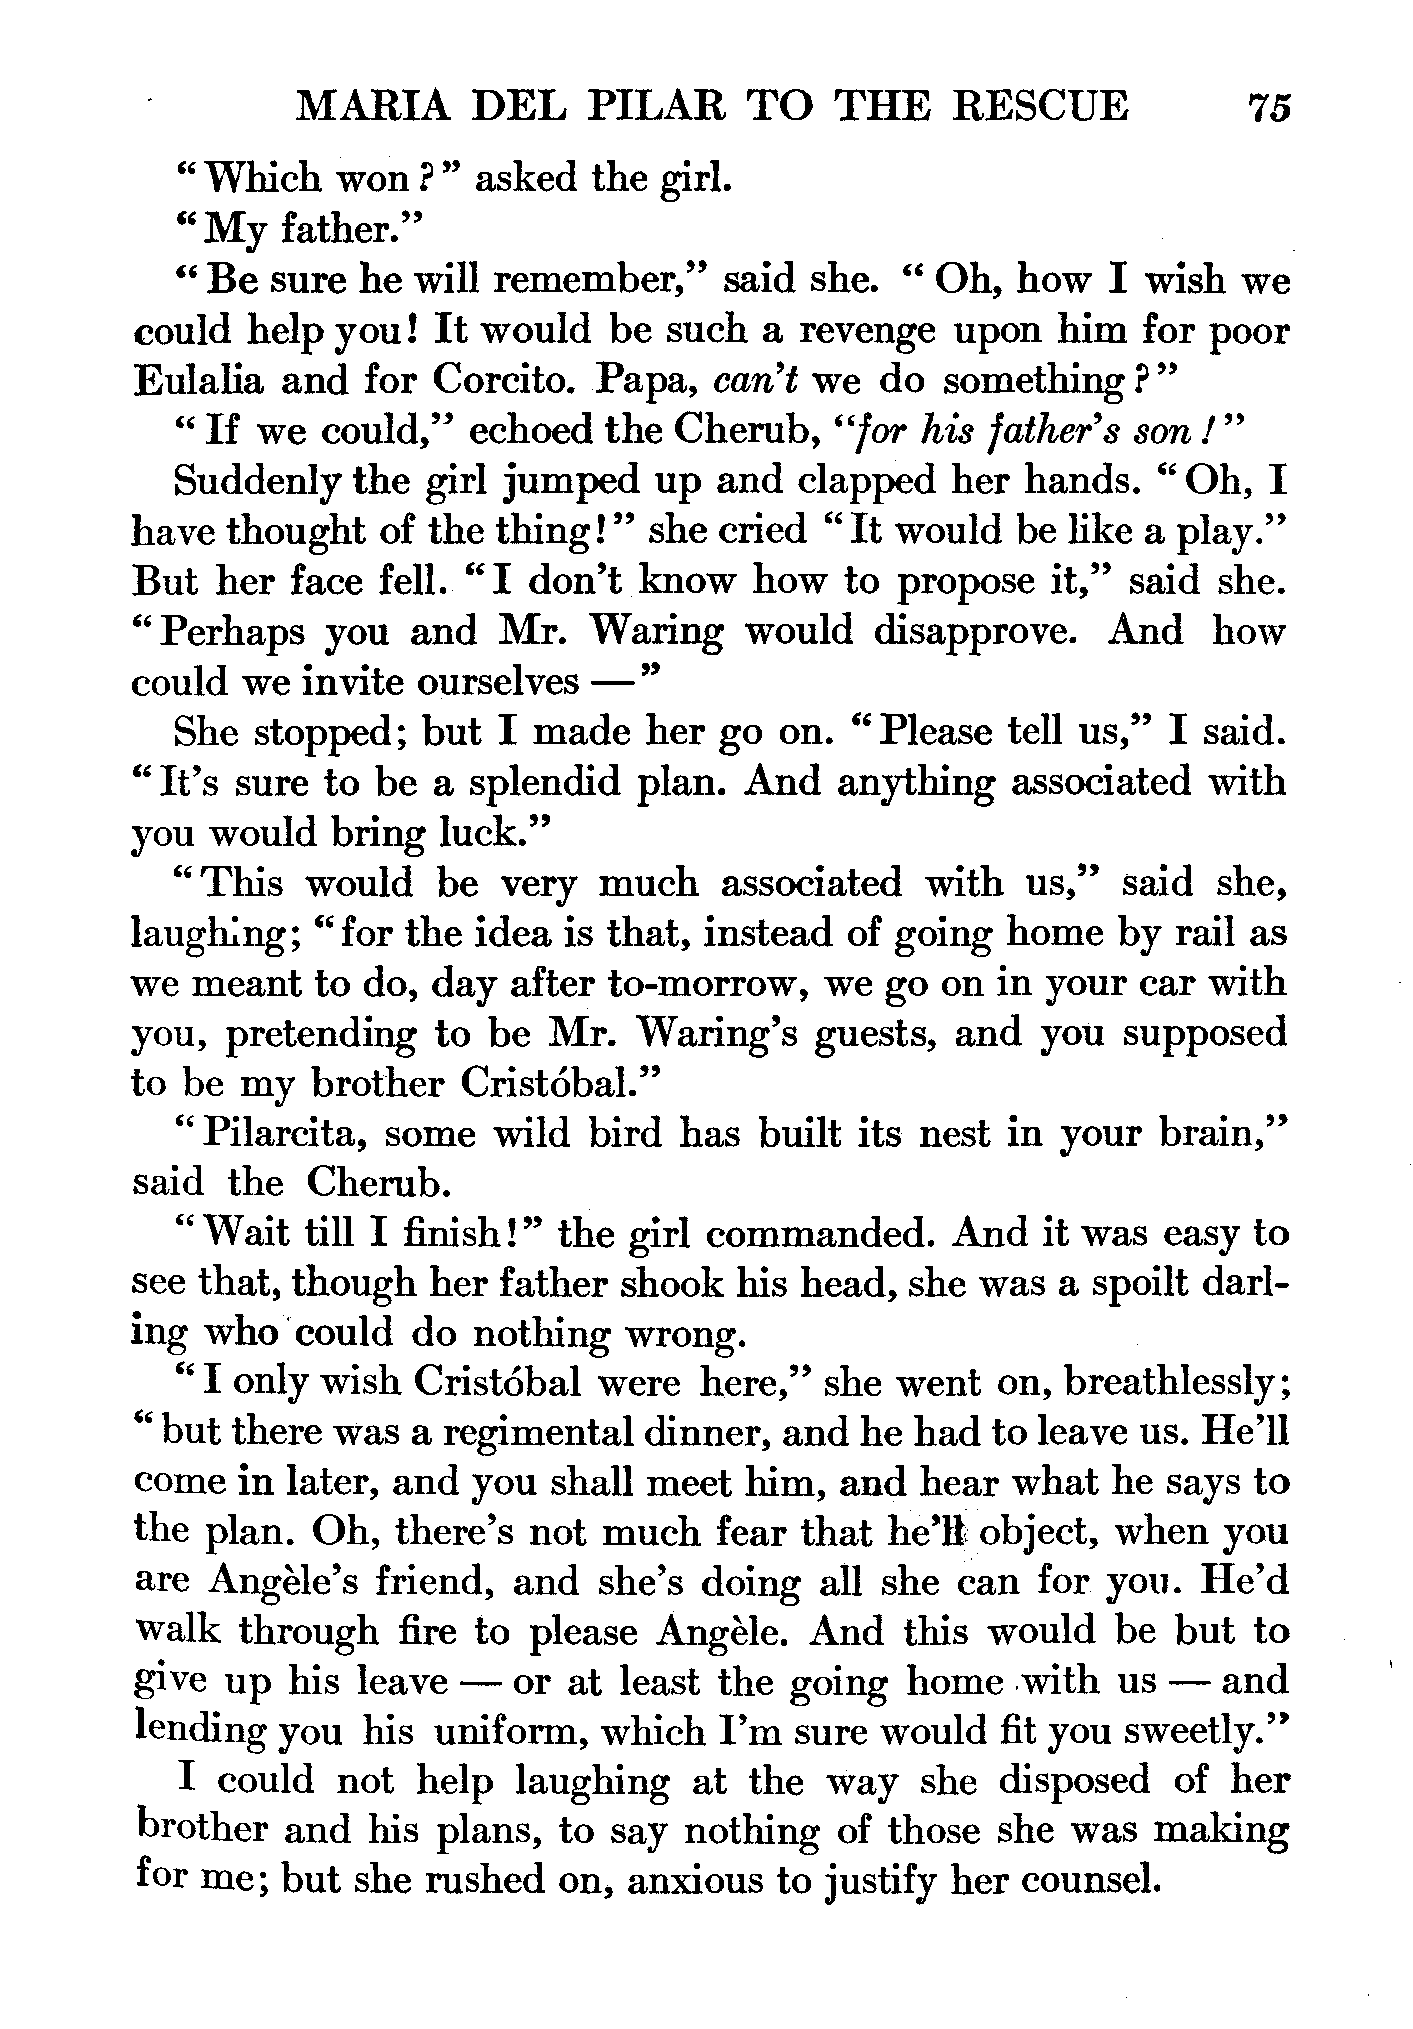 MARIA DEL PILAR TO THE RESCUE 75
"Which won?" asked the girl.
"My father."
"Be sure he will remember," said she. "Oh, how I wish we
could help you! It would be such a revenge upon him for poor
Eulalia and for Corcito. Papa, can't we do something?"
"If we could," echoed the Cherub, "for his father's son!"
Suddenly the girl jumped up and clapped her hands. "Oh, I
have thought of the thing!" she cried "It would be like a play."
But her face fell. "I don't know how to propose it," said she.
"Perhaps you and Mr. Waring would disapprove. And how
could we invite ourselves —"
She stopped; but I made her go on. "Please tell us," I said.
"It's sure to be a splendid plan. And anything associated with
you would bring luck."
"This would be very much associated with us," said she,
laughing; "for the idea is that, instead of going home by rail as
we meant to do, day after to-morrow, we go on in your car with
you, pretending to be Mr. Waring's guests, and you supposed
to be my brother Cristóbal."
"Pilarcita, some wild bird has built its nest in your brain,"
said the Cherub.
"Wait till I finish!" the girl commanded. And it was easy to
see that, though her father shook his head, she was a spoilt darl-
ing who could do nothing wrong.
"I only wish Cristóbal were here," she went on, breathlessly;
"but there was a regimental dinner, and he had to leave us. He'll
come in later, and you shall meet him, and hear what he says to
the plan. Oh, there's not much fear that he'll object, when you
are Angèle's friend, and she's doing all she can for you. He'd
walk through fire to please Angèle. And this would be but to
give up his leave — or at least the going home with us — and
lending you his uniform, which I'm sure would fit you sweetly."
I could not help laughing at the way she disposed of her
brother and his plans, to say nothing of those she was making
for me; but she rushed on, anxious to justify her counsel.